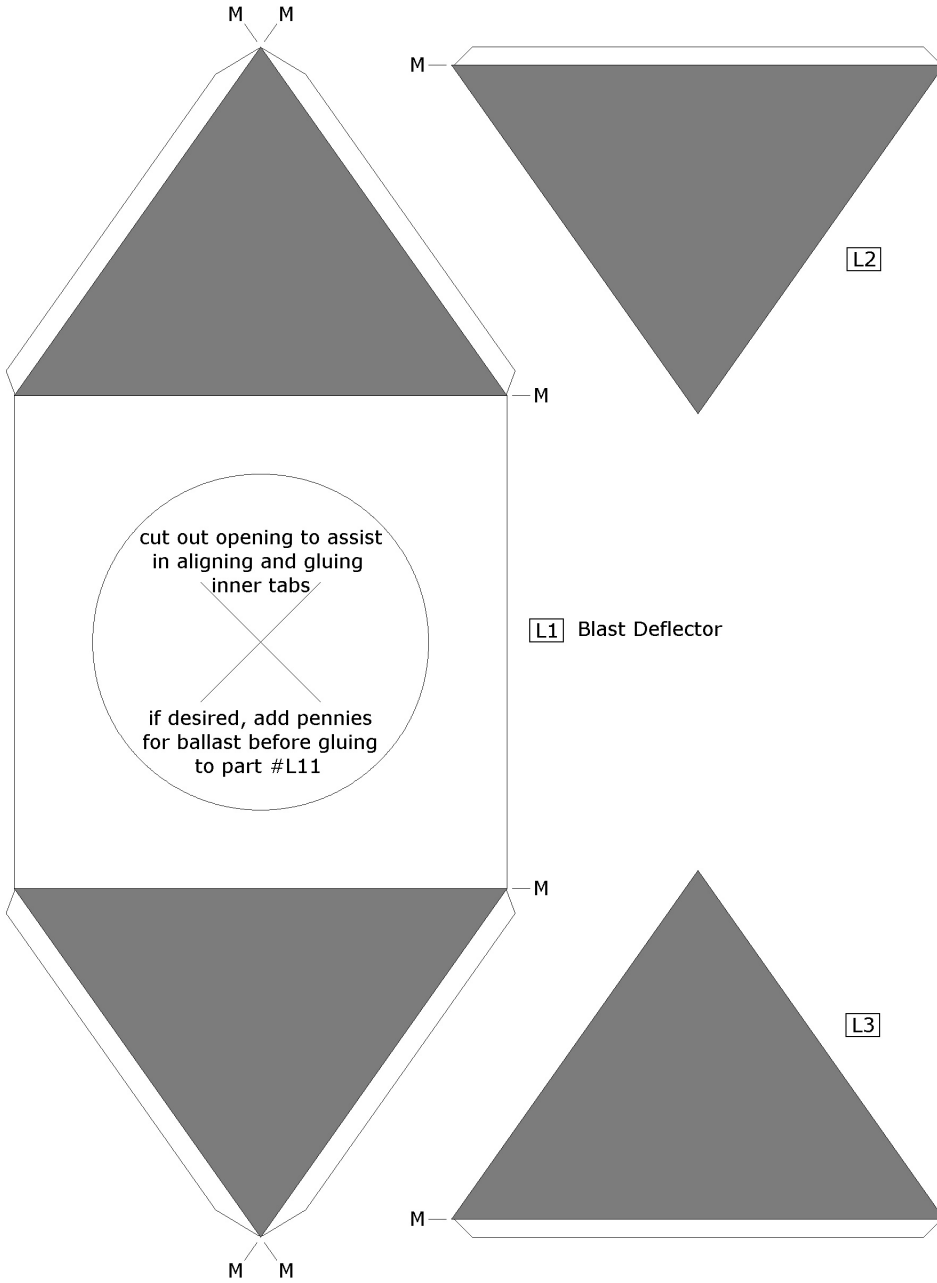 M M
M
L2
M
cut out opening to assist
in aligning and gluing
inner tabs
L1 Blast Deflector
if desired, add pennies
for ballast before gluing
to part #L11
M
L3
M
M M